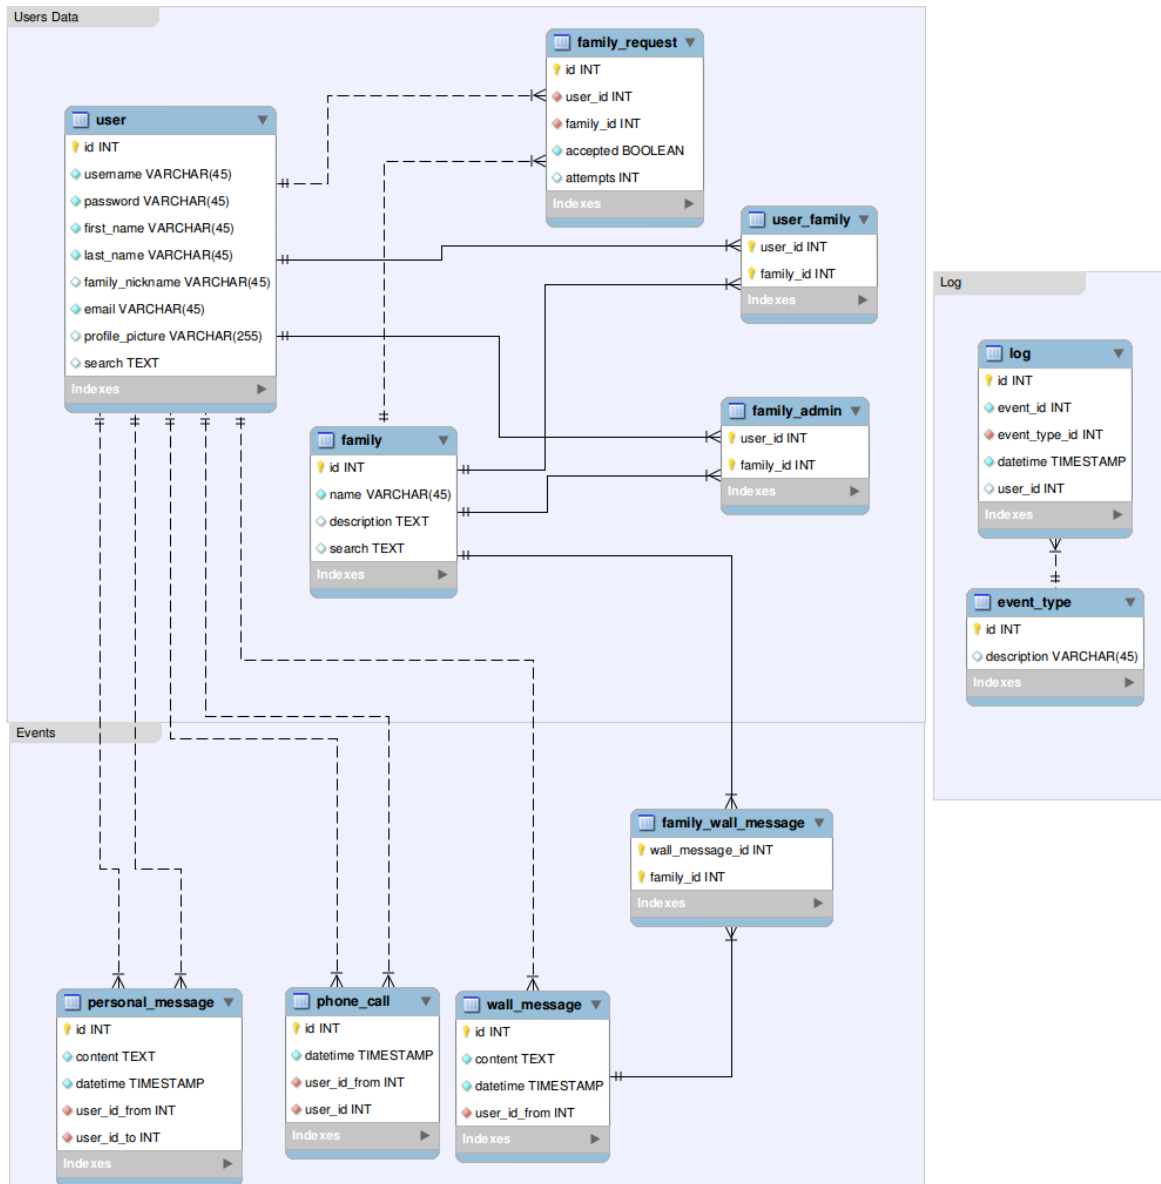 Users Data
family_request
id INT
user_id INT
family_id INT
accepted BOOLEAN
attempts INT
Indexes
user
id INT
username VARCHAR(45)
password VARCHAR(45)
first_name VARCHAR(45)
last_name VARCHAR(45)
family_nickname VARCHAR(45)
email VARCHAR(45)
profile_picture VARCHAR(255)
search TEXT
Indexes
user_family
user_id INT
family_id INT
Indexes
family_admin
user_id INT
family_id INT
Indexes
family
id INT
name VARCHAR(45)
description TEXT
search TEXT
Indexes
Log
log
id INT
event_id INT
event_type_id INT
datetime TIMESTAMP
user_id INT
Indexes
event_type
id INT
description VARCHAR(45)
Indexes
Events
family_wall_message
wall_message_id INT
family_id INT
Indexes
personal_message
id INT
content TEXT
datetime TIMESTAMP
user_id_from INT
user_id_to INT
Indexes
phone_call
id INT
datetime TIMESTAMP
user_id_from INT
user_id INT
Indexes
wall_message
id INT
content TEXT
datetime TIMESTAMP
user_id_from INT
Indexes